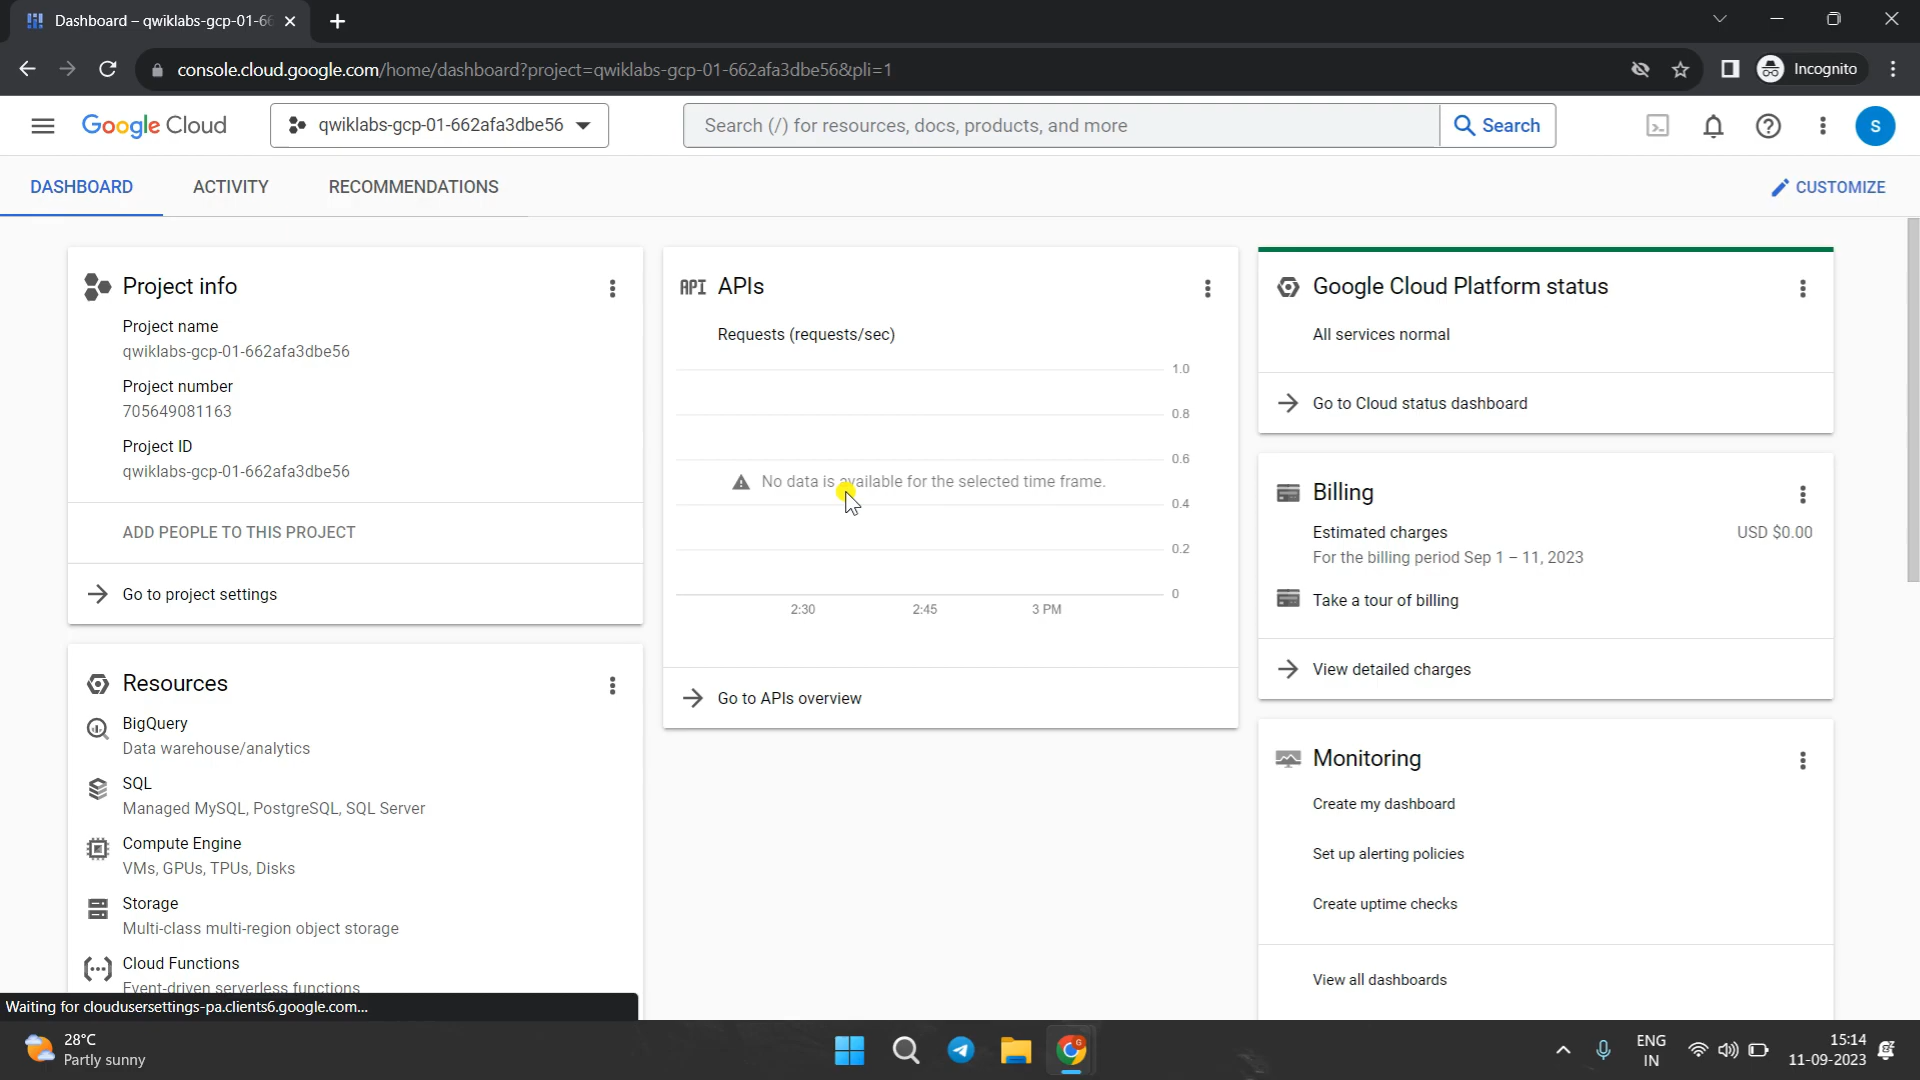 Dashboard – qwiklabs-gcp-01-66
console.cloud.google.com/home/dashboard?project=qwiklabs-gcp-01-662afa3dbe56&pli=1
Incognito
Google Cloud
qwiklabs-gcp-01-662afa3dbe56
Search (/) for resources, docs, products, and more
Search
S
DASHBOARD
ACTIVITY
RECOMMENDATIONS
CUSTOMIZE
Project info
Project name
qwiklabs-gcp-01-662afa3dbe56
Project number
705649081163
Project ID
qwiklabs-gcp-01-662afa3dbe56
ADD PEOPLE TO THIS PROJECT
Go to project settings
Resources
BigQuery
Data warehouse/analytics
SQL
Managed MySQL, PostgreSQL, SQL Server
Compute Engine
VMs, GPUs, TPUs, Disks
Storage
Multi-class multi-region object storage
Cloud Functions
Event-driven serverless functions
API APIs
Requests (requests/sec)
1.0
0.8
0.6
No data is available for the selected time frame.
0.4
0.2
0
2:30 2:45 3 PM
Go to APIs overview
Google Cloud Platform status
All services normal
Go to Cloud status dashboard
Billing
Estimated charges USD $0.00
For the billing period Sep 1 – 11, 2023
Take a tour of billing
View detailed charges
Monitoring
Create my dashboard
Set up alerting policies
Create uptime checks
View all dashboards
Waiting for cloudusersettings-pa.clients6.google.com...
28°C
Partly sunny
ENG
IN
15:14
11-09-2023